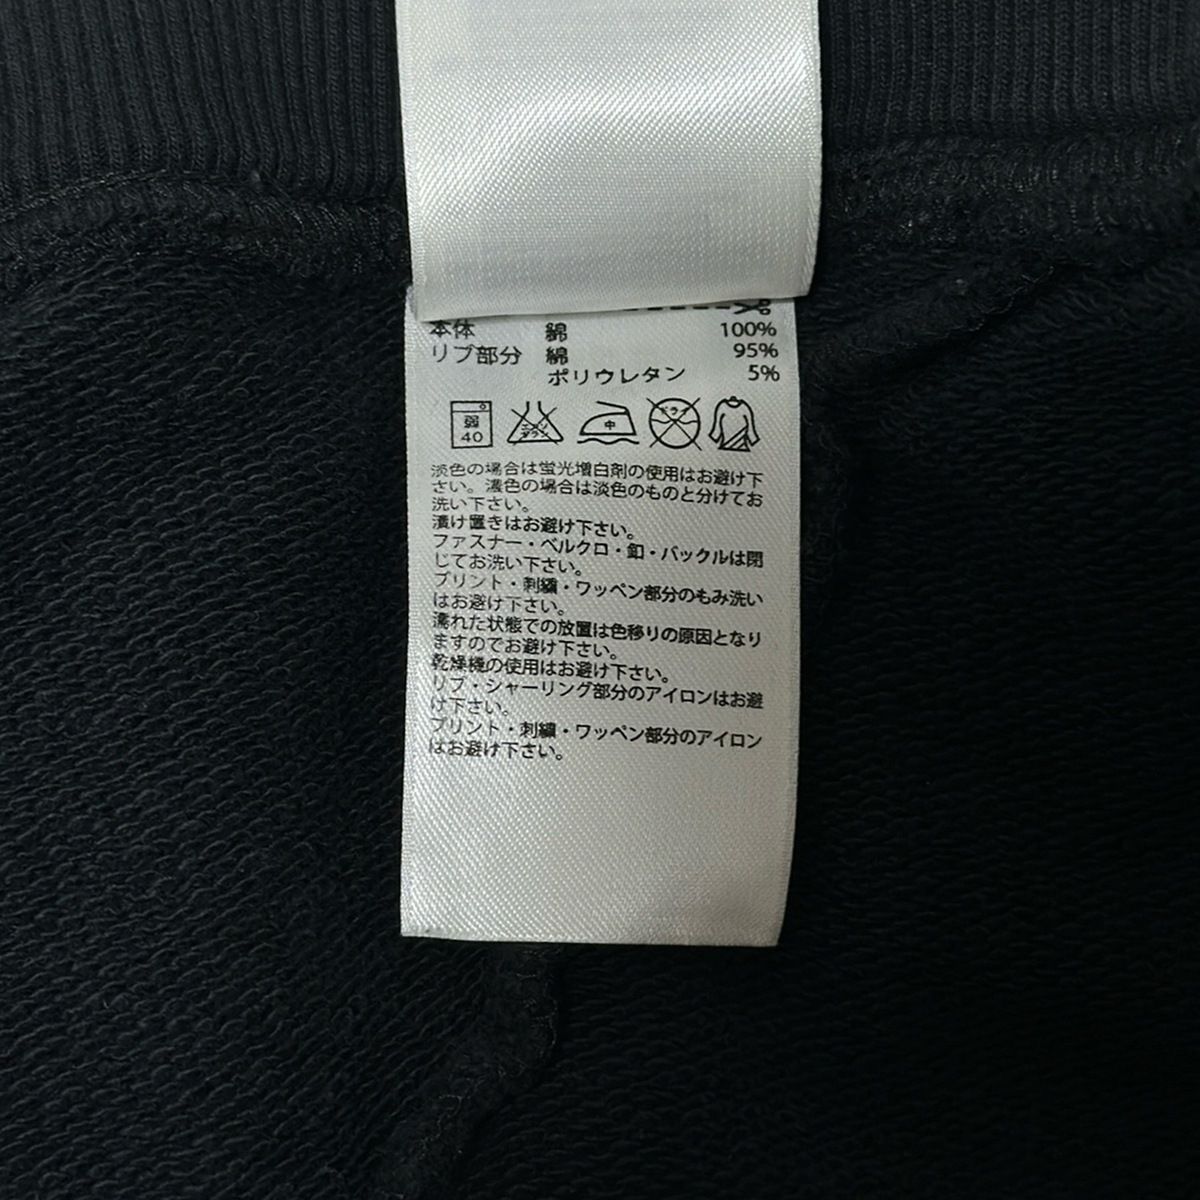 本体 綿 100%
リブ部分 綿 95%
ポリウレタン 5%
弱 40 エンソサラシ 中 ドライ
淡色の場合は蛍光増白剤の使用はお避け下
さい。濃色の場合は淡色のものと分けてお
洗い下さい。
漬け置きはお避け下さい。
ファスナー・ベルクロ・釦・バックルは閉
じてお洗い下さい。
プリント・刺繍・ワッペン部分のもみ洗い
はお避け下さい。
濡れた状態での放置は色移りの原因となり
ますのでお避け下さい。
乾燥機の使用はお避け下さい。
リブ・シャーリング部分のアイロンはお避
け下さい。
プリント・刺繍・ワッペン部分のアイロン
はお避け下さい。